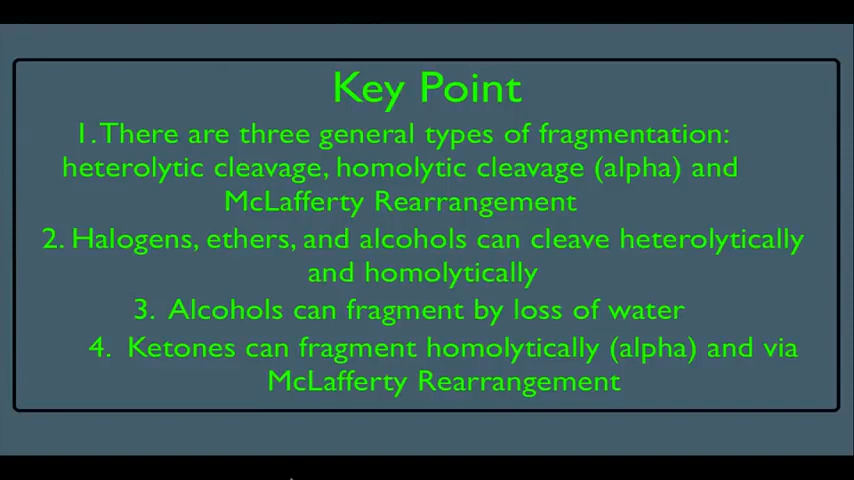 Key Point
1. There are three general types of fragmentation:
heterolytic cleavage, homolytic cleavage (alpha) and
McLafferty Rearrangement
2. Halogens, ethers, and alcohols can cleave heterolytically
and homolytically
3. Alcohols can fragment by loss of water
4. Ketones can fragment homolytically (alpha) and via
McLafferty Rearrangement